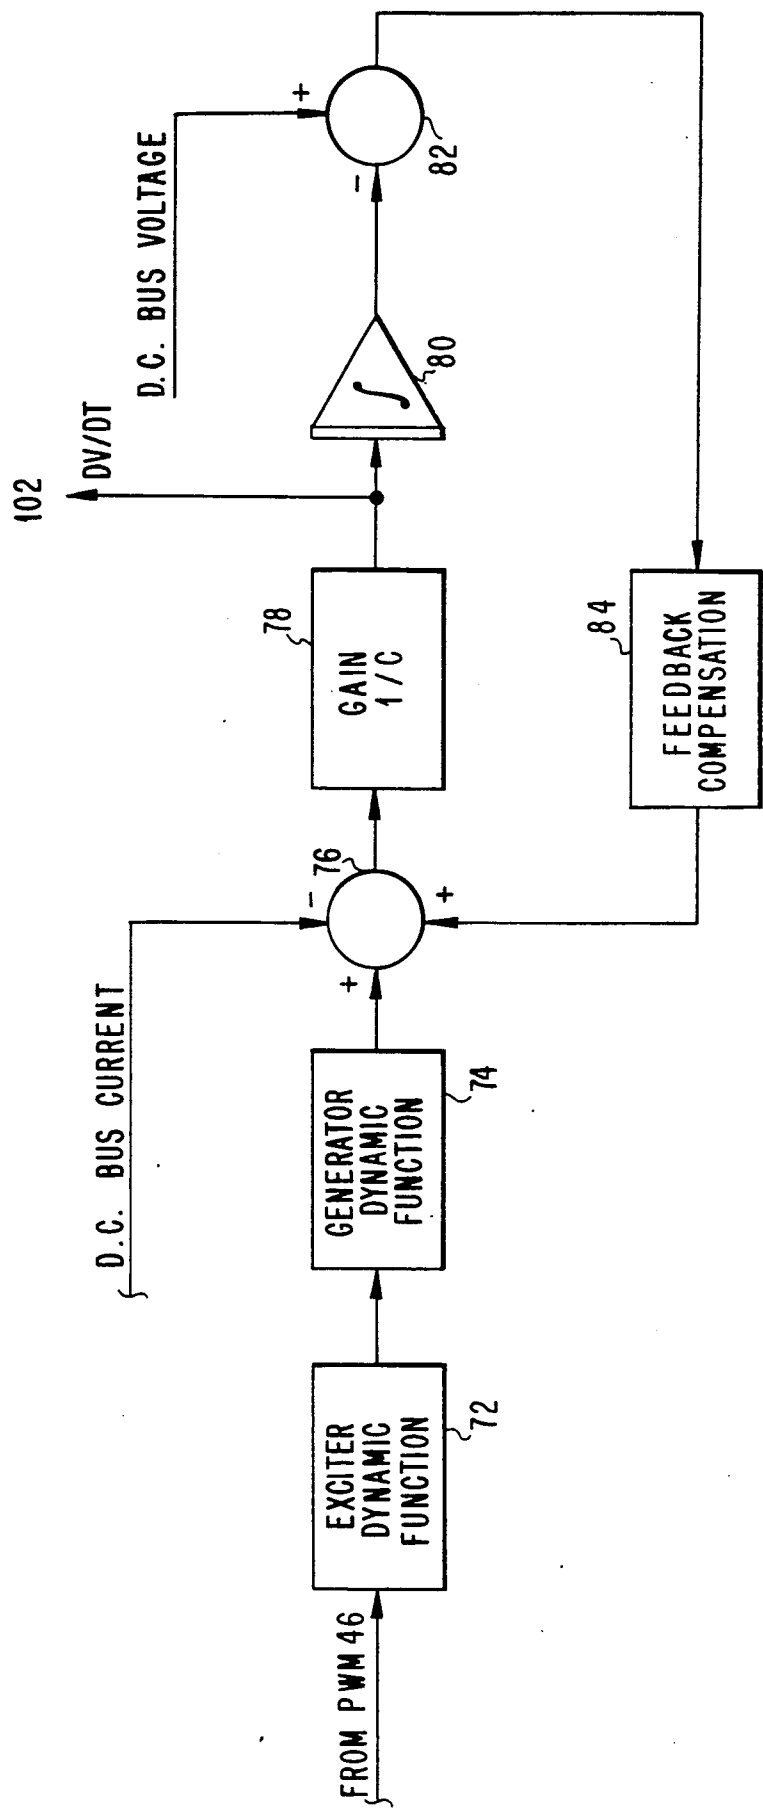 FROM PWM 46
EXCITER
DYNAMIC
FUNCTION
72
GENERATOR
DYNAMIC
FUNCTION
74
D.C. BUS CURRENT
-
+
+
76
GAIN
1/C
78
102
DV/DT
80
D.C. BUS VOLTAGE
+
-
82
FEEDBACK
COMPENSATION
84